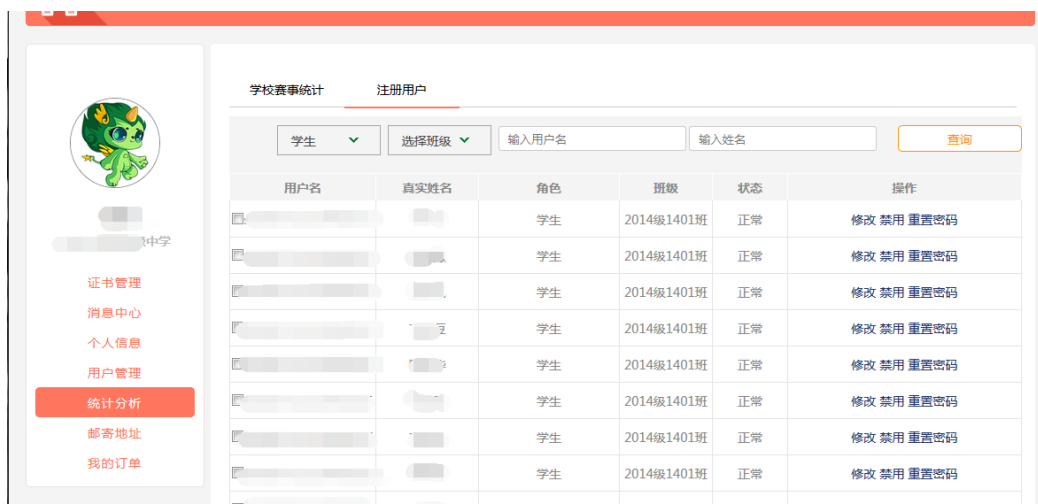 学校赛事统计 注册用户
学生 选择班级 输入用户名 输入姓名 查询
用户名 真实姓名 角色 班级 状态 操作
学生 2014级1401班 正常 修改 禁用 重置密码
学生 2014级1401班 正常 修改 禁用 重置密码
学生 2014级1401班 正常 修改 禁用 重置密码
学生 2014级1401班 正常 修改 禁用 重置密码
学生 2014级1401班 正常 修改 禁用 重置密码
学生 2014级1401班 正常 修改 禁用 重置密码
学生 2014级1401班 正常 修改 禁用 重置密码
学生 2014级1401班 正常 修改 禁用 重置密码
中学
证书管理
消息中心
个人信息
用户管理
统计分析
邮寄地址
我的订单